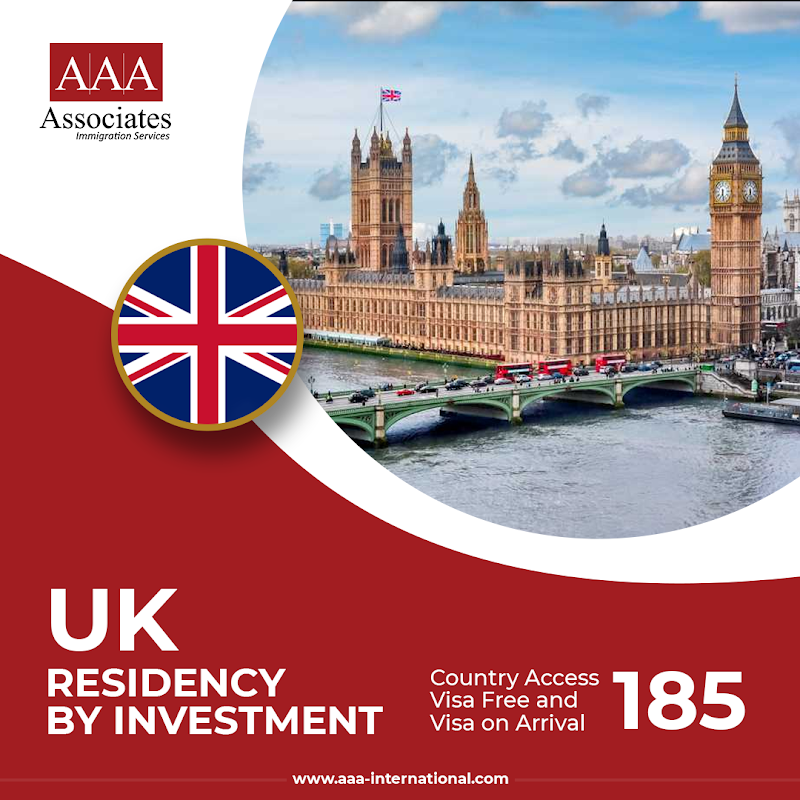 A|A|A
Associates
Immigration Services
UK
RESIDENCY
BY INVESTMENT
Country Access
Visa Free and
Visa on Arrival
185
www.aaa-international.com